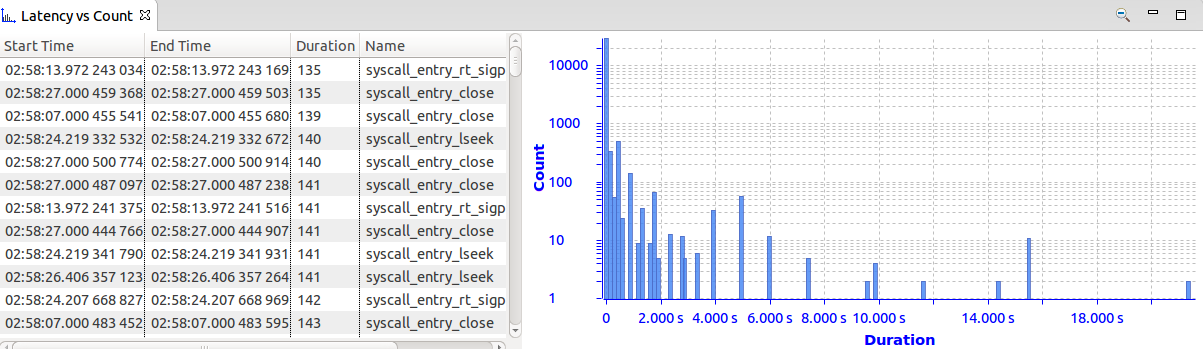 Latency vs Count
Start Time End Time Duration Name
02:58:13.972 243 034 02:58:13.972 243 169 135 syscall_entry_rt_sigp
02:58:27.000 459 368 02:58:27.000 459 503 135 syscall_entry_close
02:58:07.000 455 541 02:58:07.000 455 680 139 syscall_entry_close
02:58:24.219 332 532 02:58:24.219 332 672 140 syscall_entry_lseek
02:58:27.000 500 774 02:58:27.000 500 914 140 syscall_entry_close
02:58:27.000 487 097 02:58:27.000 487 238 141 syscall_entry_close
02:58:13.972 241 375 02:58:13.972 241 516 141 syscall_entry_rt_sigp
02:58:27.000 444 766 02:58:27.000 444 907 141 syscall_entry_close
02:58:24.219 341 790 02:58:24.219 341 931 141 syscall_entry_lseek
02:58:26.406 357 123 02:58:26.406 357 264 141 syscall_entry_lseek
02:58:24.207 668 827 02:58:24.207 668 969 142 syscall_entry_rt_sigp
02:58:07.000 483 452 02:58:07.000 483 595 143 syscall_entry_close
Count
10000
1000
100
10
1
0 2.000 s 4.000 s 6.000 s 8.000 s 10.000 s 14.000 s 18.000 s
Duration